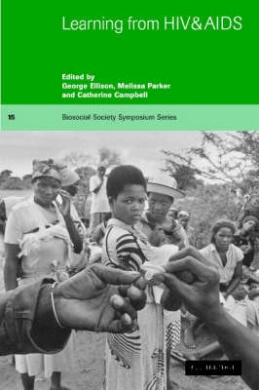 Learning from HIV&AIDS
Edited by
George Ellison, Melissa Parker
and Catherine Campbell
15
Biosocial Society Symposium Series